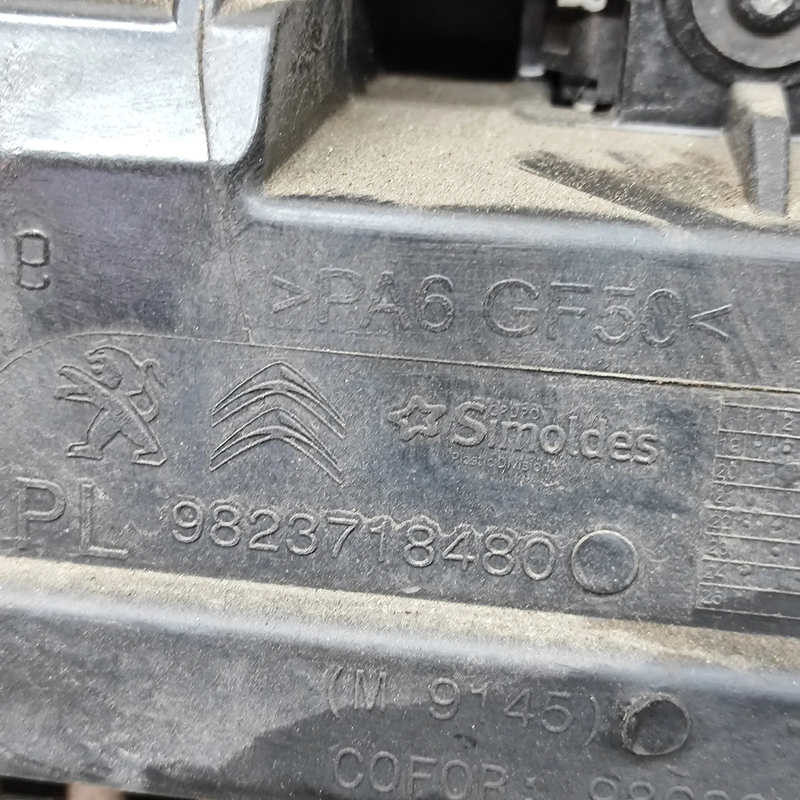 >PA6 GF50<
GRUPO
Simoldes
Plastic Division
PL 9823718480
(M 9145)
COFOR: